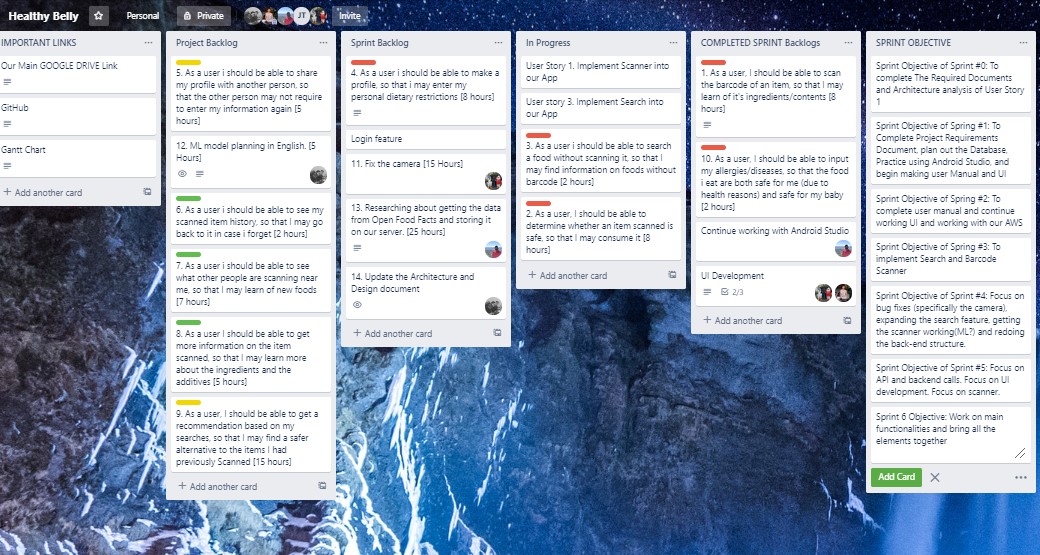 Healthy Belly
Personal
Private
JT
Invite
IMPORTANT LINKS
Our Main GOOGLE DRIVE Link
GitHub
Gantt Chart
+ Add another card
Project Backlog
5. As a user i should be able to share
my profile with another person, so
that the other person may not require
to enter my information again [5
hours]
12. ML model planning in English. [5
Hours]
6. As a user i should be able to see my
scanned item history, so that I may go
back to it in case i forget [2 hours]
7. As a user i should be able to see
what other people are scanning near
me, so that I may learn of new foods
[7 hours]
8. As a user i should be able to get
more information on the item
scanned, so that I may learn more
about the ingredients and the
additives [5 hours]
9. As a user, I should be able to get a
recommendation based on my
searches, so that I may find a safer
alternative to the items I had
previously Scanned [15 hours]
+ Add another card
Sprint Backlog
4. As a user i should be able to make a
profile, so that i may enter my
personal dietary restrictions [8 hours]
Login feature
11. Fix the camera [15 Hours]
13. Researching about getting the data
from Open Food Facts and storing it
on our server. [25 hours]
14. Update the Architecture and
Design document
+ Add another card
In Progress
User Story 1. Implement Scanner into
our App
User story 3. Implement Search into
our App
3. As a user i should be able to search
a food without scanning it, so that I
may find information on foods without
barcode [2 hours]
2. As a user, I should be able to
determine whether an item scanned is
safe, so that I may consume it [8
hours]
+ Add another card
COMPLETED SPRINT Backlogs
1. As a user, I should be able to scan
the barcode of an item, so that I may
learn of it's ingredients/contents [8
hours]
10. As a user, I should be able to input
my allergies/diseases, so that the food
i eat are both safe for me (due to
health reasons) and safe for my baby
[2 hours]
Continue working with Android Studio
UI Development
2/3
+ Add another card
SPRINT OBJECTIVE
Sprint Objective of Sprint #0: To
complete The Required Documents
and Architecture analysis of User Story
1
Sprint Objective of Spring #1: To
Complete Project Requirements
Document, plan out the Database,
Practice using Android Studio, and
begin making user Manual and UI
Sprint Objective of Spring #2: To
complete user manual and continue
working UI and working with our AWS
Sprint Objective of Spring #3: To
implement Search and Barcode
Scanner
Sprint Objective of Sprint #4: Focus on
bug fixes (specifically the camera),
expanding the search feature, getting
the scanner working(ML?) and redoing
the back-end structure.
Sprint Objective of Sprint #5: Focus on
API and backend calls. Focus on UI
development. Focus on scanner.
Sprint 6 Objective: Work on main
functionalities and bring all the
elements together
Add Card